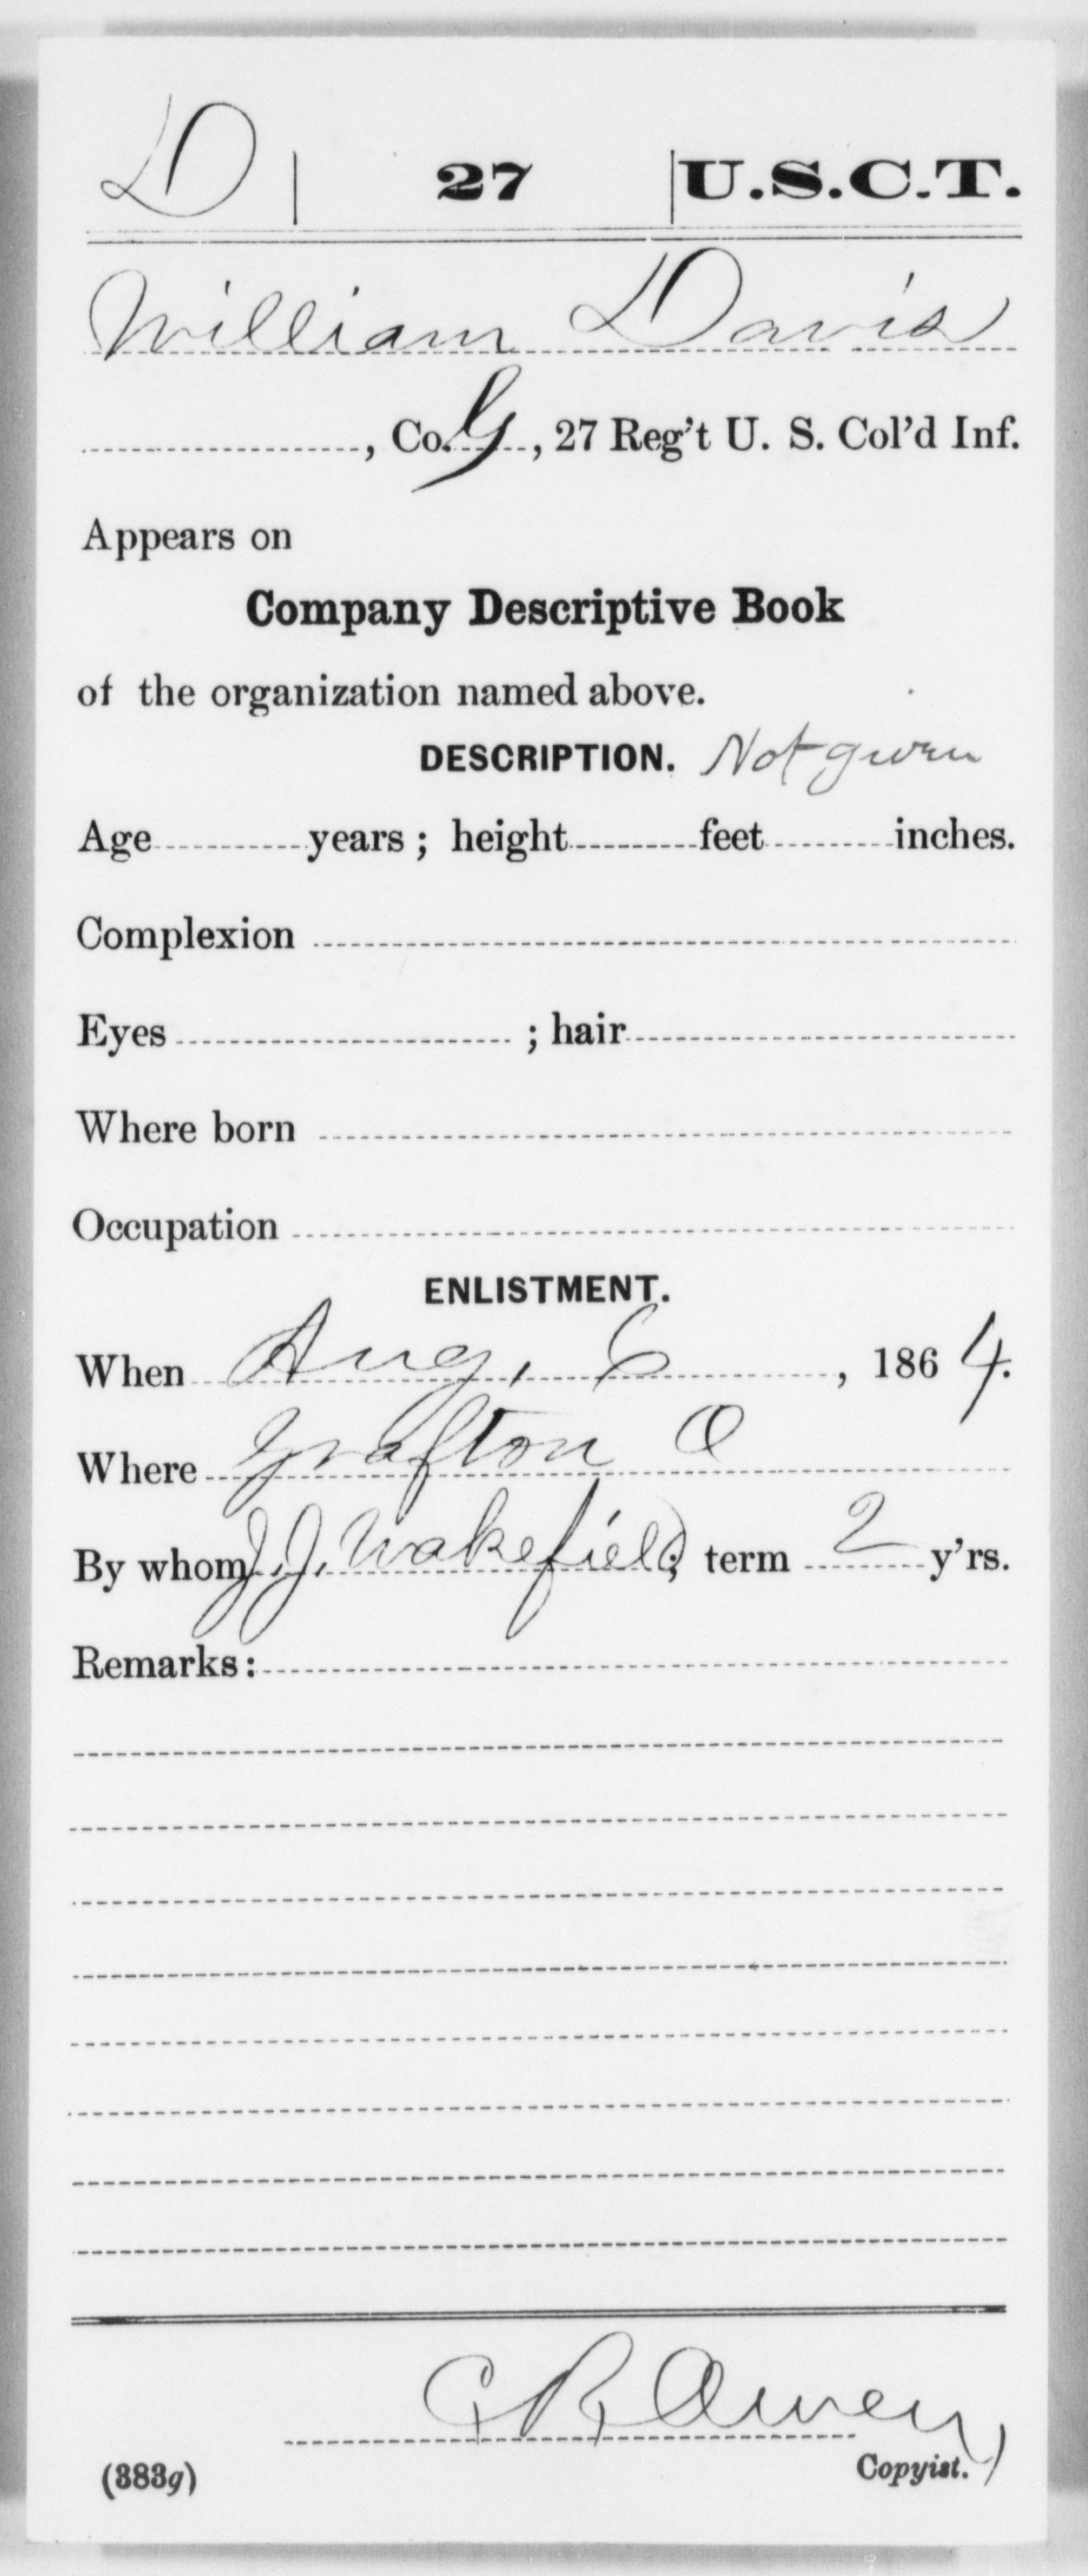 D | 27 | U.S.C.T.
William Davis
, Co. G, 27 Reg't U. S. Col'd Inf.
Appears on
Company Descriptive Book
of the organization named above.
DESCRIPTION. Not given
Age years; height feet inches.
Complexion
Eyes ; hair
Where born
Occupation
ENLISTMENT.
When Aug. 6, 1864.
Where Grafton O
By whom J. J. Wakefield; term 2 y'rs.
Remarks:
C R Owen
(383g) Copyist.